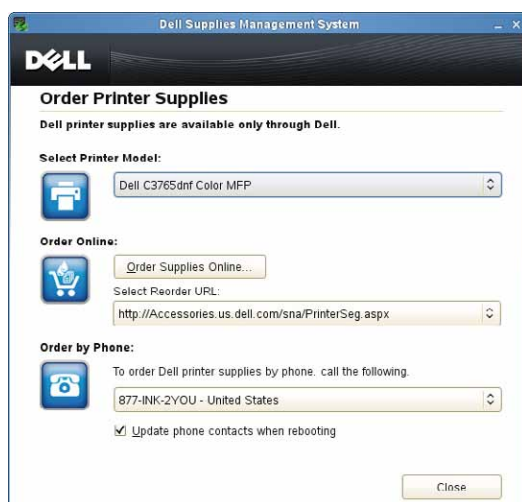 Dell Supplies Management System
DELL
Order Printer Supplies
Dell printer supplies are available only through Dell.
Select Printer Model:
Dell C3765dnf Color MFP
Order Online:
Order Supplies Online...
Select Reorder URL:
http://Accessories.us.dell.com/sna/PrinterSeg.aspx
Order by Phone:
To order Dell printer supplies by phone. call the following.
877-INK-2YOU - United States
Update phone contacts when rebooting
Close